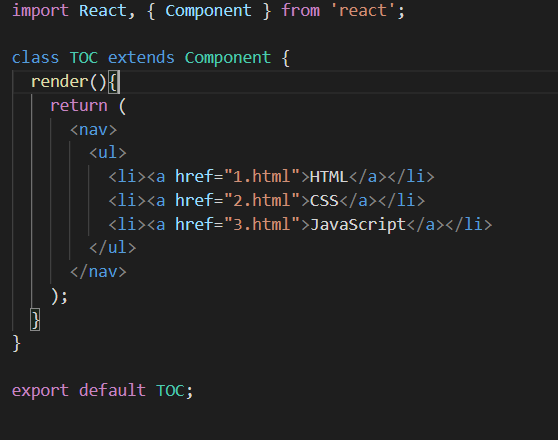 import React, { Component } from 'react';
class TOC extends Component {
render(){
return (
<nav>
<ul>
<li><a href="1.html">HTML</a></li>
<li><a href="2.html">CSS</a></li>
<li><a href="3.html">JavaScript</a></li>
</ul>
</nav>
);
}
}
export default TOC;